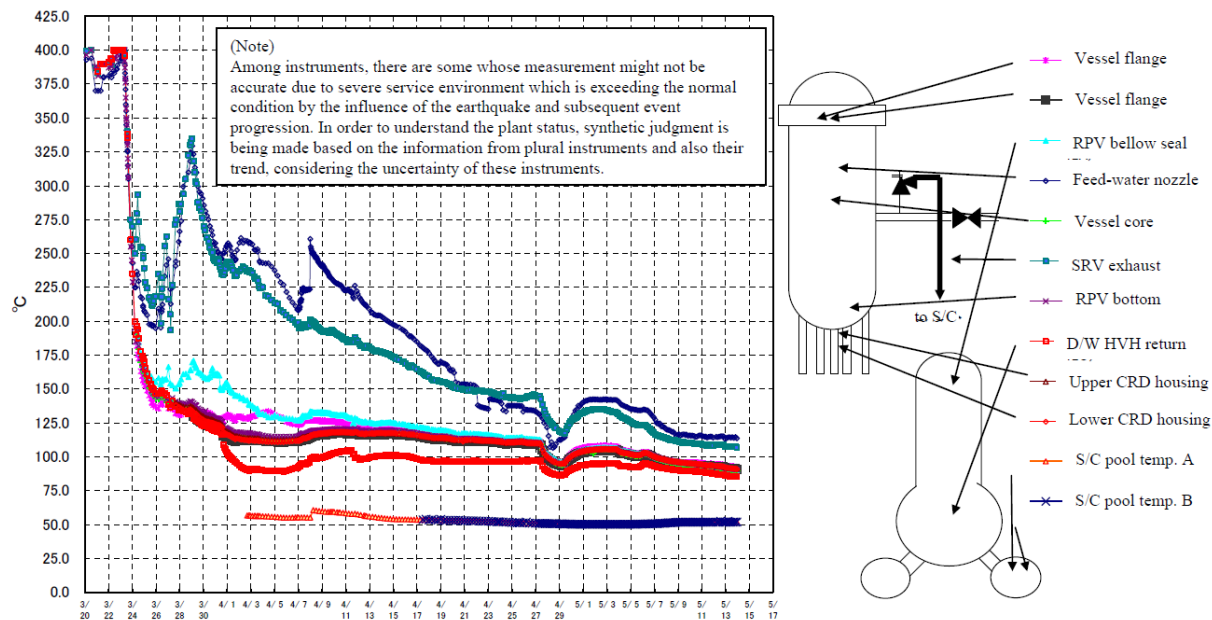 (Note)
Among instruments, there are some whose measurement might not be
accurate due to severe service environment which is exceeding the normal
condition by the influence of the earthquake and subsequent event
progression. In order to understand the plant status, synthetic judgment is
being made based on the information from plural instruments and also their
trend, considering the uncertainty of these instruments.
℃
425.0
400.0
375.0
350.0
325.0
300.0
275.0
250.0
225.0
200.0
175.0
150.0
125.0
100.0
75.0
50.0
25.0
0.0
3/ 3/ 3/ 3/ 3/ 3/ 4/ 1 4/ 3 4/ 5 4/ 7 4/ 9 4/ 4/ 4/ 4/ 4/ 4/ 4/ 4/ 4/ 4/ 5/ 1 5/ 3 5/ 5 5/ 7 5/ 9 5/ 5/ 5/ 5/
20 22 24 26 28 30 11 13 15 17 19 21 23 25 27 29 11 13 15 17
Vessel flange
Vessel flange
RPV bellow seal
Feed-water nozzle
Vessel core
SRV exhaust
RPV bottom
to S/C
D/W HVH return
Upper CRD housing
Lower CRD housing
S/C pool temp. A
S/C pool temp. B